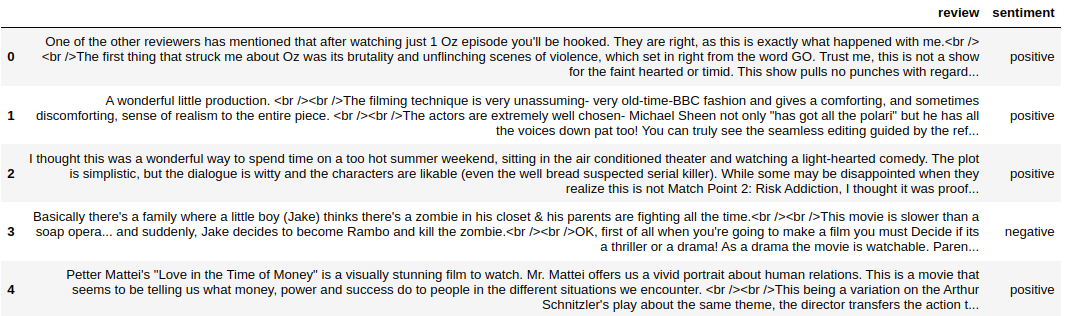 review sentiment
One of the other reviewers has mentioned that after watching just 1 Oz episode you'll be hooked. They are right, as this is exactly what happened with me.<br />
0 <br />The first thing that struck me about Oz was its brutality and unflinching scenes of violence, which set in right from the word GO. Trust me, this is not a show positive
for the faint hearted or timid. This show pulls no punches with regard...
A wonderful little production. <br /><br />The filming technique is very unassuming- very old-time-BBC fashion and gives a comforting, and sometimes
1 discomforting, sense of realism to the entire piece. <br /><br />The actors are extremely well chosen- Michael Sheen not only "has got all the polari" but he has all positive
the voices down pat too! You can truly see the seamless editing guided by the ref...
I thought this was a wonderful way to spend time on a too hot summer weekend, sitting in the air conditioned theater and watching a light-hearted comedy. The plot
2 is simplistic, but the dialogue is witty and the characters are likable (even the well bread suspected serial killer). While some may be disappointed when they positive
realize this is not Match Point 2: Risk Addiction, I thought it was proof...
Basically there's a family where a little boy (Jake) thinks there's a zombie in his closet & his parents are fighting all the time.<br /><br />This movie is slower than a
3 soap opera... and suddenly, Jake decides to become Rambo and kill the zombie.<br /><br />OK, first of all when you're going to make a film you must Decide if its negative
a thriller or a drama! As a drama the movie is watchable. Paren...
Petter Mattei's "Love in the Time of Money" is a visually stunning film to watch. Mr. Mattei offers us a vivid portrait about human relations. This is a movie that
4 seems to be telling us what money, power and success do to people in the different situations we encounter. <br /><br />This being a variation on the Arthur positive
Schnitzler's play about the same theme, the director transfers the action t...